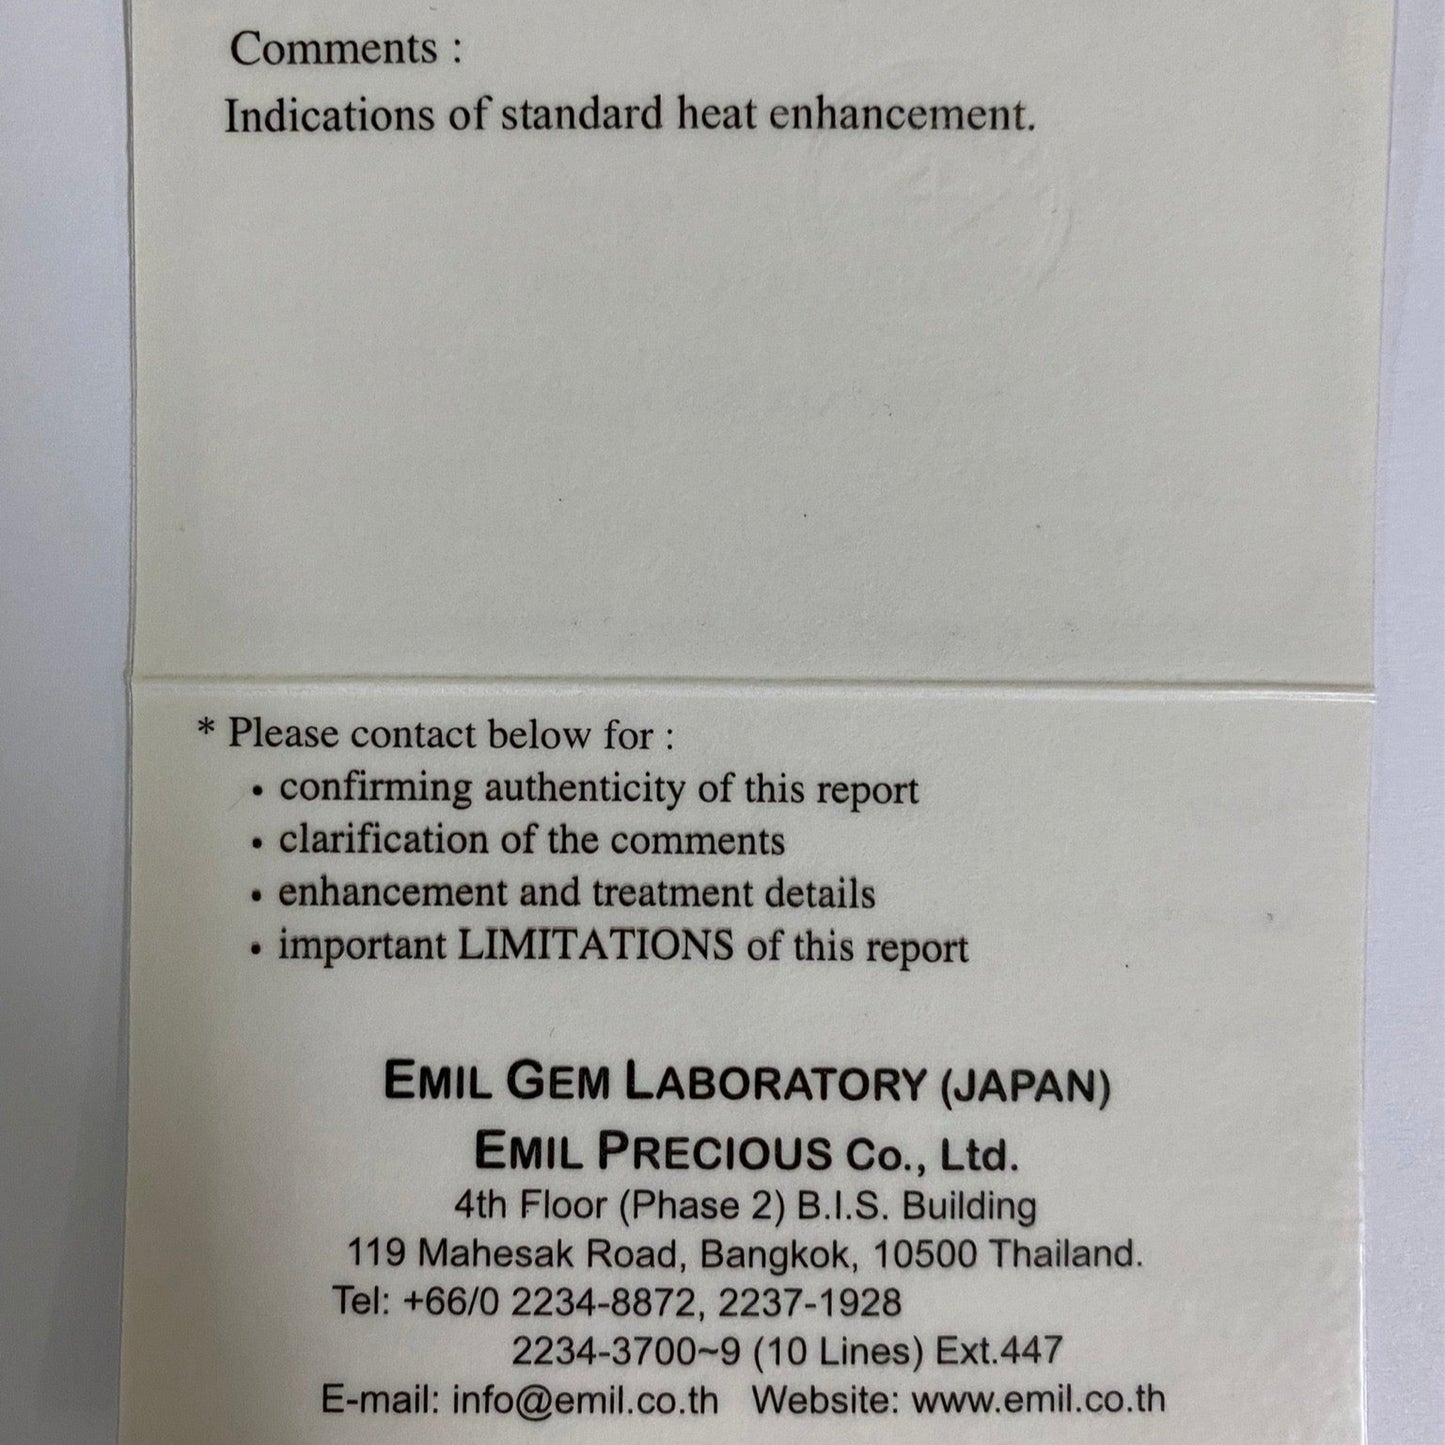 Comments :
Indications of standard heat enhancement.
* Please contact below for :
• confirming authenticity of this report
• clarification of the comments
• enhancement and treatment details
• important LIMITATIONS of this report
EMIL GEM LABORATORY (JAPAN)
EMIL PRECIOUS Co., Ltd.
4th Floor (Phase 2) B.I.S. Building
119 Mahesak Road, Bangkok, 10500 Thailand.
Tel: +66/0 2234-8872, 2237-1928
2234-3700~9 (10 Lines) Ext.447
E-mail: info@emil.co.th Website: www.emil.co.th